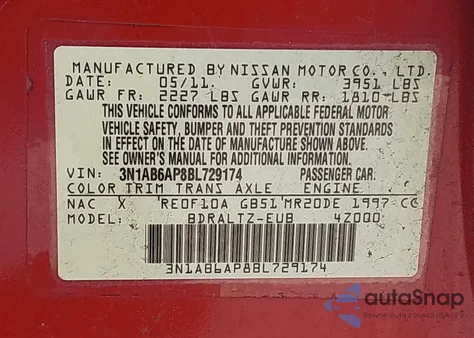 MANUFACTURED BY NISSAN MOTOR CO., LTD.
DATE: 05/11 GVWR: 3951 LBS
GAWR FR: 2227 LBS GAWR RR: 1810 LBS
THIS VEHICLE CONFORMS TO ALL APPLICABLE FEDERAL MOTOR
VEHICLE SAFETY, BUMPER AND THEFT PREVENTION STANDARDS
IN EFFECT ON THE DATE OF MANUFACTURE SHOWN ABOVE.
SEE OWNER'S MANUAL FOR ADDITIONAL INFORMATION
VIN: 3N1AB6AP8BL729174 PASSENGER CAR.
COLOR TRIM TRANS AXLE ENGINE
NAC X REOF10A GB51 MR20DE 1997 CC
MODEL: BDRALTZ-EUB 4Z000
3N1AB6AP8BL729174
autoSnap